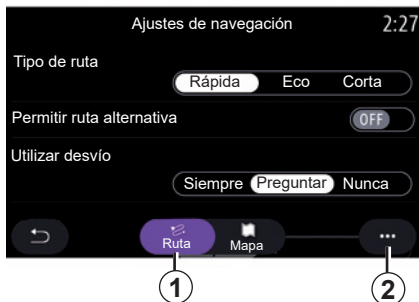 Ajustes de navegación 2:27
Tipo de ruta
Rápida Eco Corta
Permitir ruta alternativa OFF
Utilizar desvío
Siempre Preguntar Nunca
Ruta Mapa ...
1 2